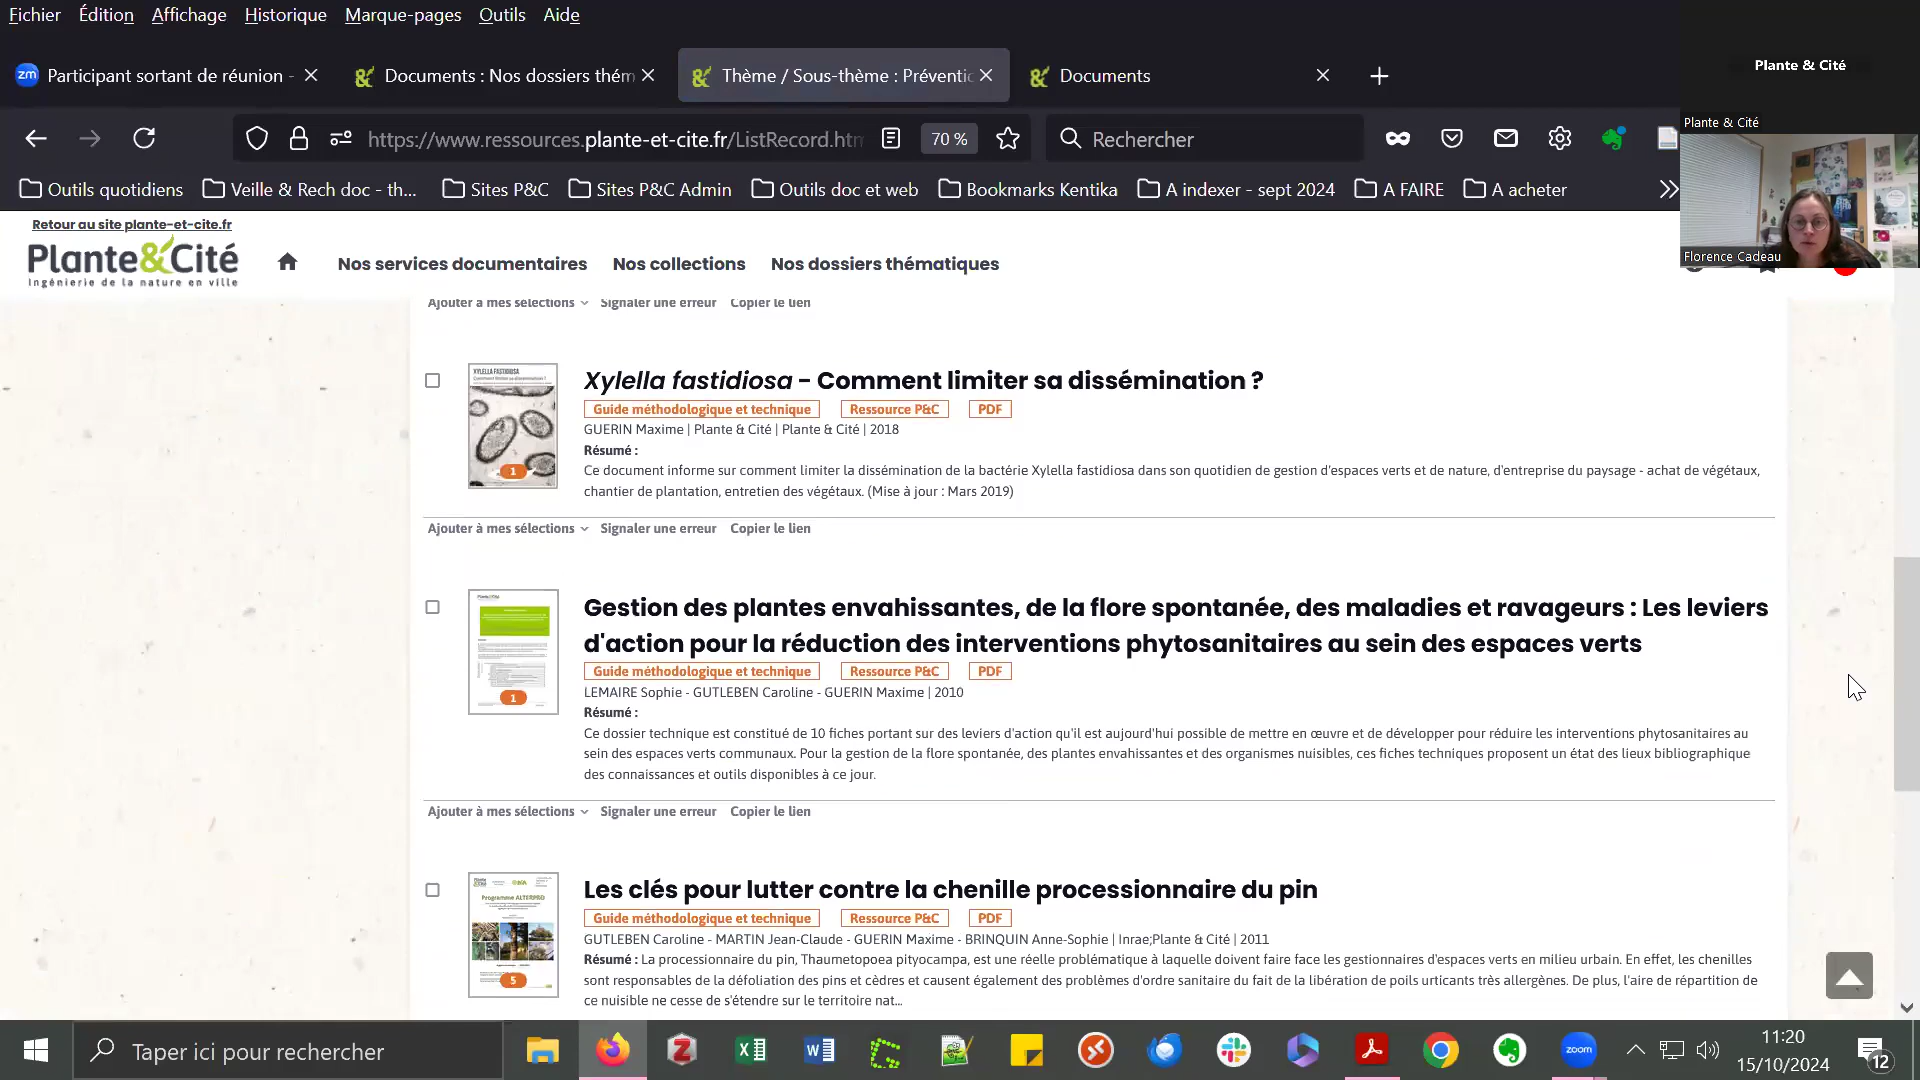 Fichier Édition Affichage Historique Marque-pages Outils Aide
zm Participant sortant de réunion -
Documents : Nos dossiers thém
Thème / Sous-thème : Préventic
Documents
Plante & Cité
https://www.ressources.plante-et-cite.fr/ListRecord.htm
70 %
Rechercher
Plante & Cité
Outils quotidiens
Veille & Rech doc - th...
Sites P&C
Sites P&C Admin
Outils doc et web
Bookmarks Kentika
A indexer - sept 2024
A FAIRE
A acheter
Florence Cadeau
Retour au site plante-et-cite.fr
Plante&Cité
Ingénierie de la nature en ville
Nos services documentaires
Nos collections
Nos dossiers thématiques
Ajouter à mes sélections Signaler une erreur Copier le lien
XYLELLA FASTIDIOSA
1
Xylella fastidiosa – Comment limiter sa dissémination ?
Guide méthodologique et technique Ressource P&C PDF
GUERIN Maxime | Plante & Cité | Plante & Cité | 2018
Résumé :
Ce document informe sur comment limiter la dissémination de la bactérie Xylella fastidiosa dans son quotidien de gestion d'espaces verts et de nature, d'entreprise du paysage - achat de végétaux,
chantier de plantation, entretien des végétaux. (Mise à jour : Mars 2019)
Ajouter à mes sélections Signaler une erreur Copier le lien
1
Gestion des plantes envahissantes, de la flore spontanée, des maladies et ravageurs : Les leviers
d'action pour la réduction des interventions phytosanitaires au sein des espaces verts
Guide méthodologique et technique Ressource P&C PDF
LEMAIRE Sophie - GUTLEBEN Caroline - GUERIN Maxime | 2010
Résumé :
Ce dossier technique est constitué de 10 fiches portant sur des leviers d'action qu'il est aujourd'hui possible de mettre en œuvre et de développer pour réduire les interventions phytosanitaires au
sein des espaces verts communaux. Pour la gestion de la flore spontanée, des plantes envahissantes et des organismes nuisibles, ces fiches techniques proposent un état des lieux bibliographique
des connaissances et outils disponibles à ce jour.
Ajouter à mes sélections Signaler une erreur Copier le lien
Programme ALTERPRO
5
Les clés pour lutter contre la chenille processionnaire du pin
Guide méthodologique et technique Ressource P&C PDF
GUTLEBEN Caroline - MARTIN Jean-Claude - GUERIN Maxime - BRINQUIN Anne-Sophie | Inrae;Plante & Cité | 2011
Résumé : La processionnaire du pin, Thaumetopoea pityocampa, est une réelle problématique à laquelle doivent faire face les gestionnaires d'espaces verts en milieu urbain. En effet, les chenilles
sont responsables de la défoliation des pins et cèdres et causent également des problèmes d'ordre sanitaire du fait de la libération de poils urticants très allergènes. De plus, l'aire de répartition de
ce nuisible ne cesse de s'étendre sur le territoire nat...
Taper ici pour rechercher
zoom
11:20
15/10/2024
12